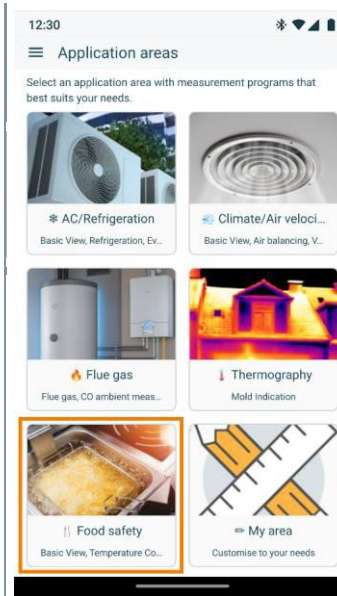 12:30
Application areas
Select an application area with measurement programs that
best suits your needs.
AC/Refrigeration
Basic View, Refrigeration, Ev...
Climate/Air veloci...
Basic View, Air balancing, V...
Flue gas
Flue gas, CO ambient meas...
Thermography
Mold Indication
Food safety
Basic View, Temperature Co...
My area
Customise to your needs